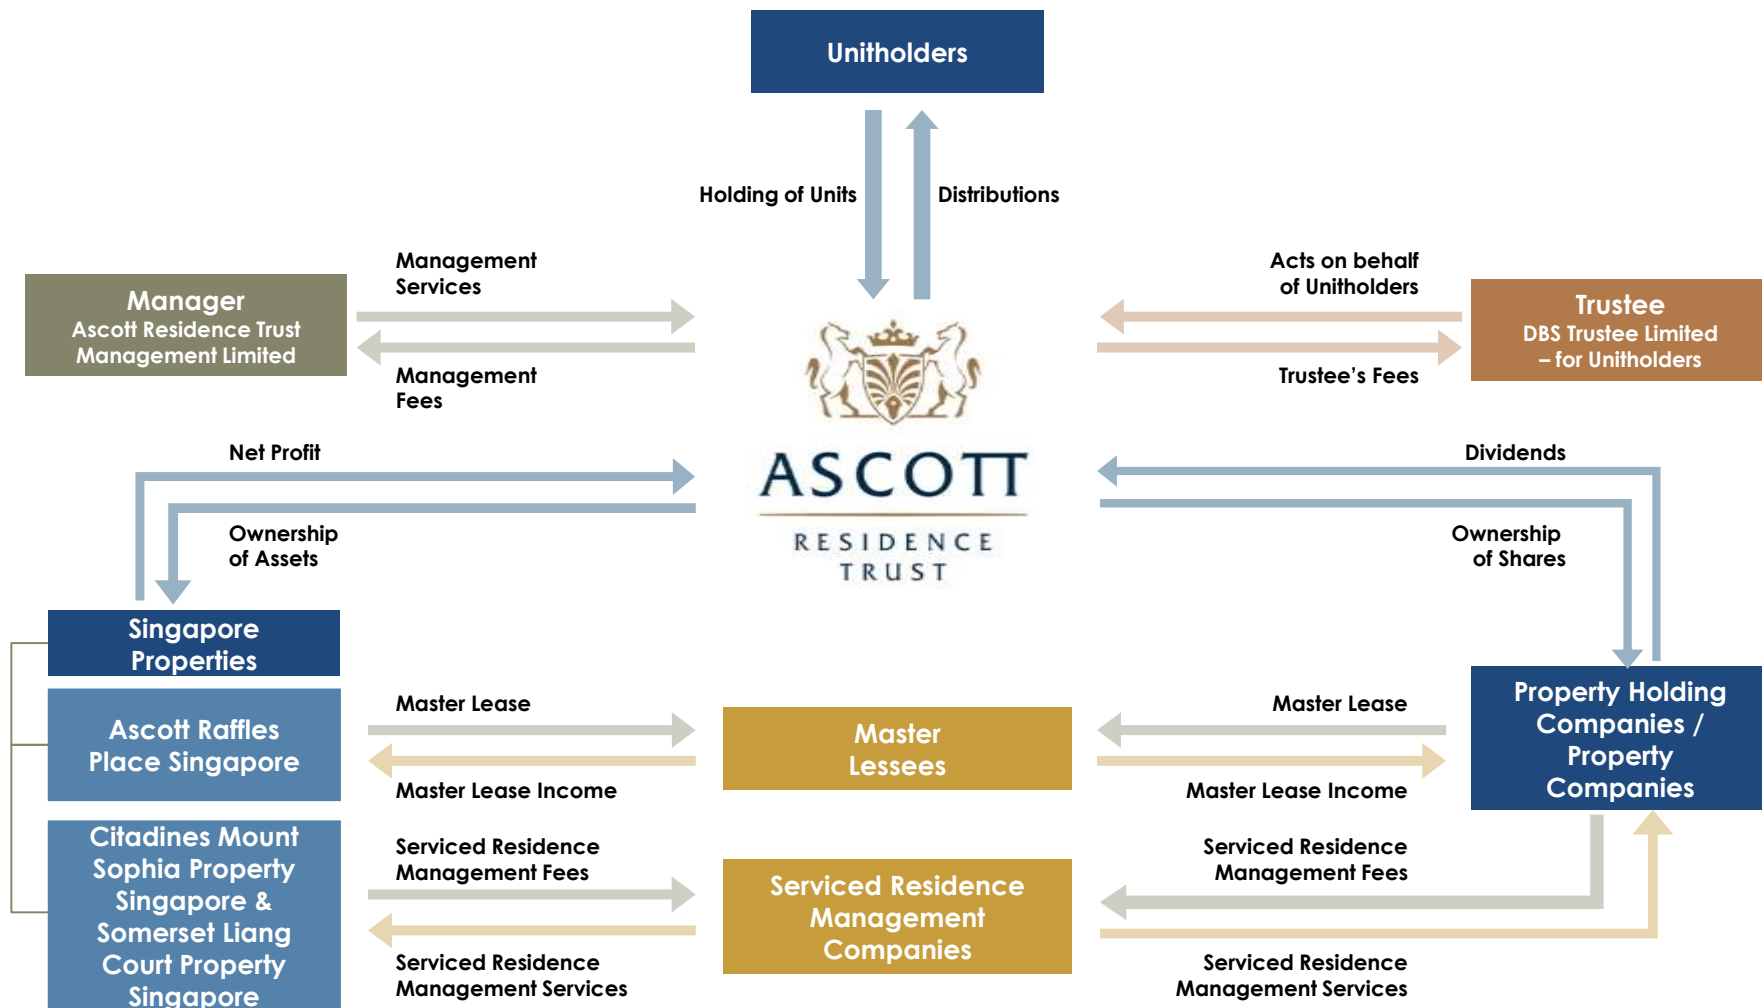 Unitholders
Holding of Units
Distributions
Management
Services
Acts on behalf
of Unitholders
Manager
Ascott Residence Trust
Management Limited
Trustee
DBS Trustee Limited
– for Unitholders
Management
Fees
Trustee’s Fees
Net Profit
Dividends
ASCOTT
RESIDENCE
TRUST
Ownership
of Assets
Ownership
of Shares
Singapore
Properties
Ascott Raffles
Place Singapore
Master Lease
Master Lease Income
Master
Lessees
Master Lease
Master Lease Income
Property Holding
Companies /
Property
Companies
Citadines Mount
Sophia Property
Singapore &
Somerset Liang
Court Property
Singapore
Serviced Residence
Management Fees
Serviced Residence
Management Services
Serviced Residence
Management
Companies
Serviced Residence
Management Fees
Serviced Residence
Management Services